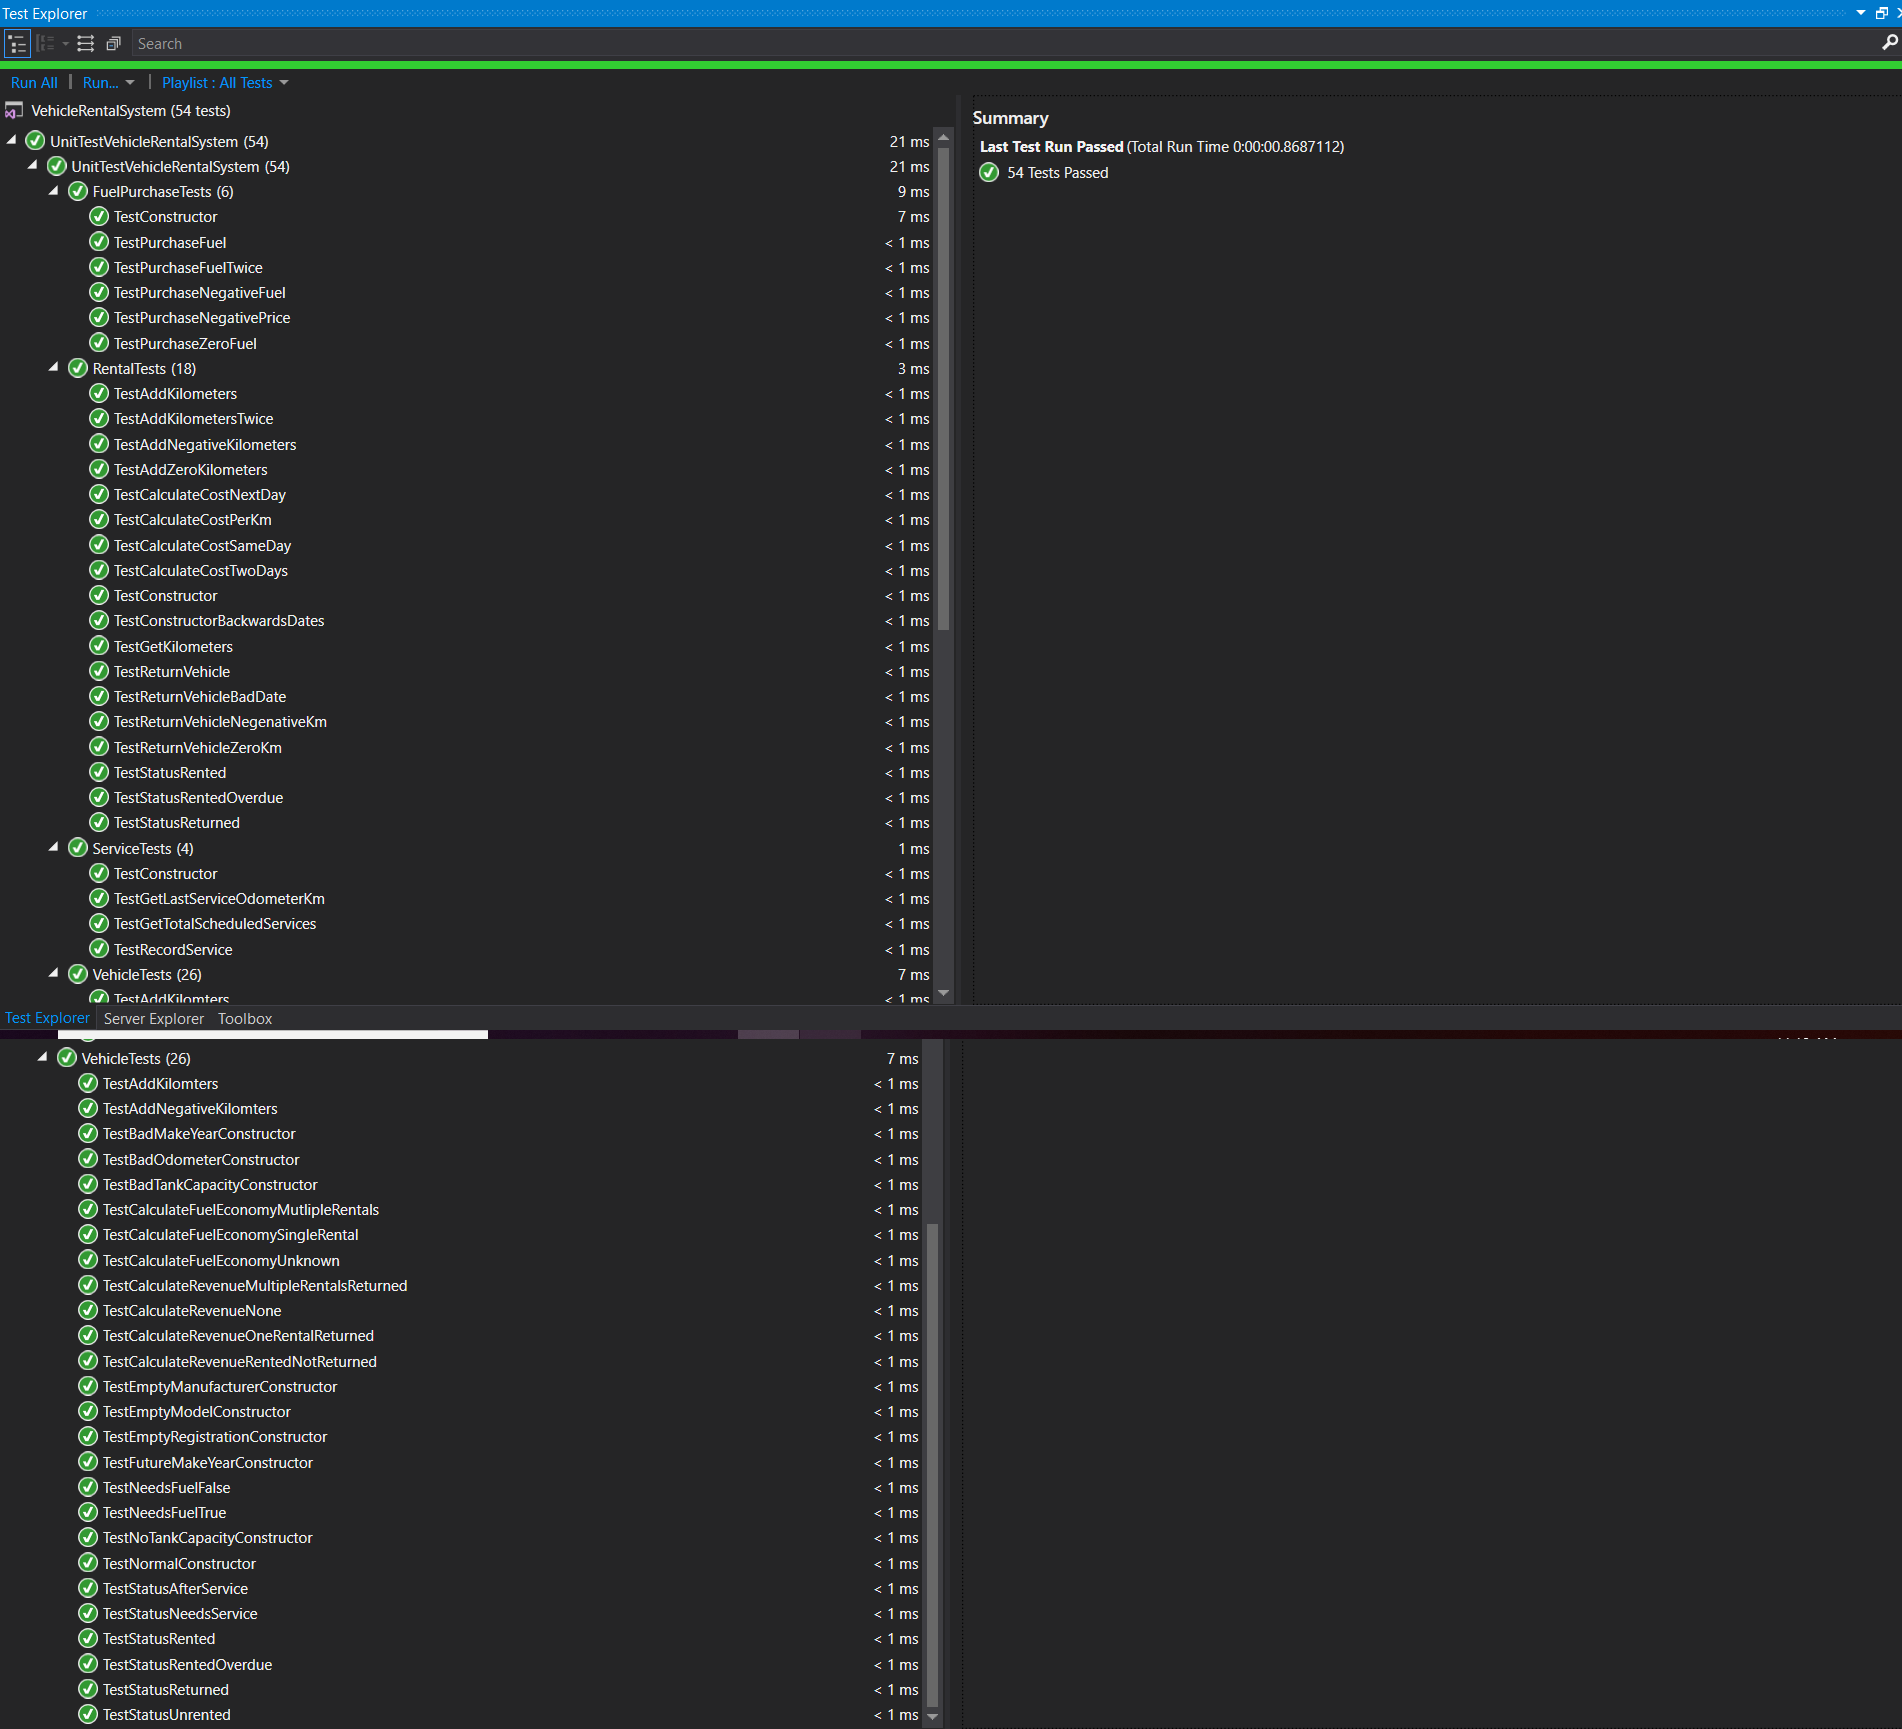 Test Explorer
Search
Run All | Run... | Playlist : All Tests
VehicleRentalSystem (54 tests)
UnitTestVehicleRentalSystem (54) 21 ms
UnitTestVehicleRentalSystem (54) 21 ms
FuelPurchaseTests (6) 9 ms
TestConstructor 7 ms
TestPurchaseFuel < 1 ms
TestPurchaseFuelTwice < 1 ms
TestPurchaseNegativeFuel < 1 ms
TestPurchaseNegativePrice < 1 ms
TestPurchaseZeroFuel < 1 ms
RentalTests (18) 3 ms
TestAddKilometers < 1 ms
TestAddKilometersTwice < 1 ms
TestAddNegativeKilometers < 1 ms
TestAddZeroKilometers < 1 ms
TestCalculateCostNextDay < 1 ms
TestCalculateCostPerKm < 1 ms
TestCalculateCostSameDay < 1 ms
TestCalculateCostTwoDays < 1 ms
TestConstructor < 1 ms
TestConstructorBackwardsDates < 1 ms
TestGetKilometers < 1 ms
TestReturnVehicle < 1 ms
TestReturnVehicleBadDate < 1 ms
TestReturnVehicleNegenativeKm < 1 ms
TestReturnVehicleZeroKm < 1 ms
TestStatusRented < 1 ms
TestStatusRentedOverdue < 1 ms
TestStatusReturned < 1 ms
ServiceTests (4) 1 ms
TestConstructor < 1 ms
TestGetLastServiceOdometerKm < 1 ms
TestGetTotalScheduledServices < 1 ms
TestRecordService < 1 ms
VehicleTests (26) 7 ms
TestAddKilomters < 1 ms
Summary
Last Test Run Passed (Total Run Time 0:00:00.8687112)
54 Tests Passed
Test Explorer Server Explorer Toolbox
VehicleTests (26) 7 ms
TestAddKilomters < 1 ms
TestAddNegativeKilomters < 1 ms
TestBadMakeYearConstructor < 1 ms
TestBadOdometerConstructor < 1 ms
TestBadTankCapacityConstructor < 1 ms
TestCalculateFuelEconomyMutlipleRentals < 1 ms
TestCalculateFuelEconomySingleRental < 1 ms
TestCalculateFuelEconomyUnknown < 1 ms
TestCalculateRevenueMultipleRentalsReturned < 1 ms
TestCalculateRevenueNone < 1 ms
TestCalculateRevenueOneRentalReturned < 1 ms
TestCalculateRevenueRentedNotReturned < 1 ms
TestEmptyManufacturerConstructor < 1 ms
TestEmptyModelConstructor < 1 ms
TestEmptyRegistrationConstructor < 1 ms
TestFutureMakeYearConstructor < 1 ms
TestNeedsFuelFalse < 1 ms
TestNeedsFuelTrue < 1 ms
TestNoTankCapacityConstructor < 1 ms
TestNormalConstructor < 1 ms
TestStatusAfterService < 1 ms
TestStatusNeedsService < 1 ms
TestStatusRented < 1 ms
TestStatusRentedOverdue < 1 ms
TestStatusReturned < 1 ms
TestStatusUnrented < 1 ms